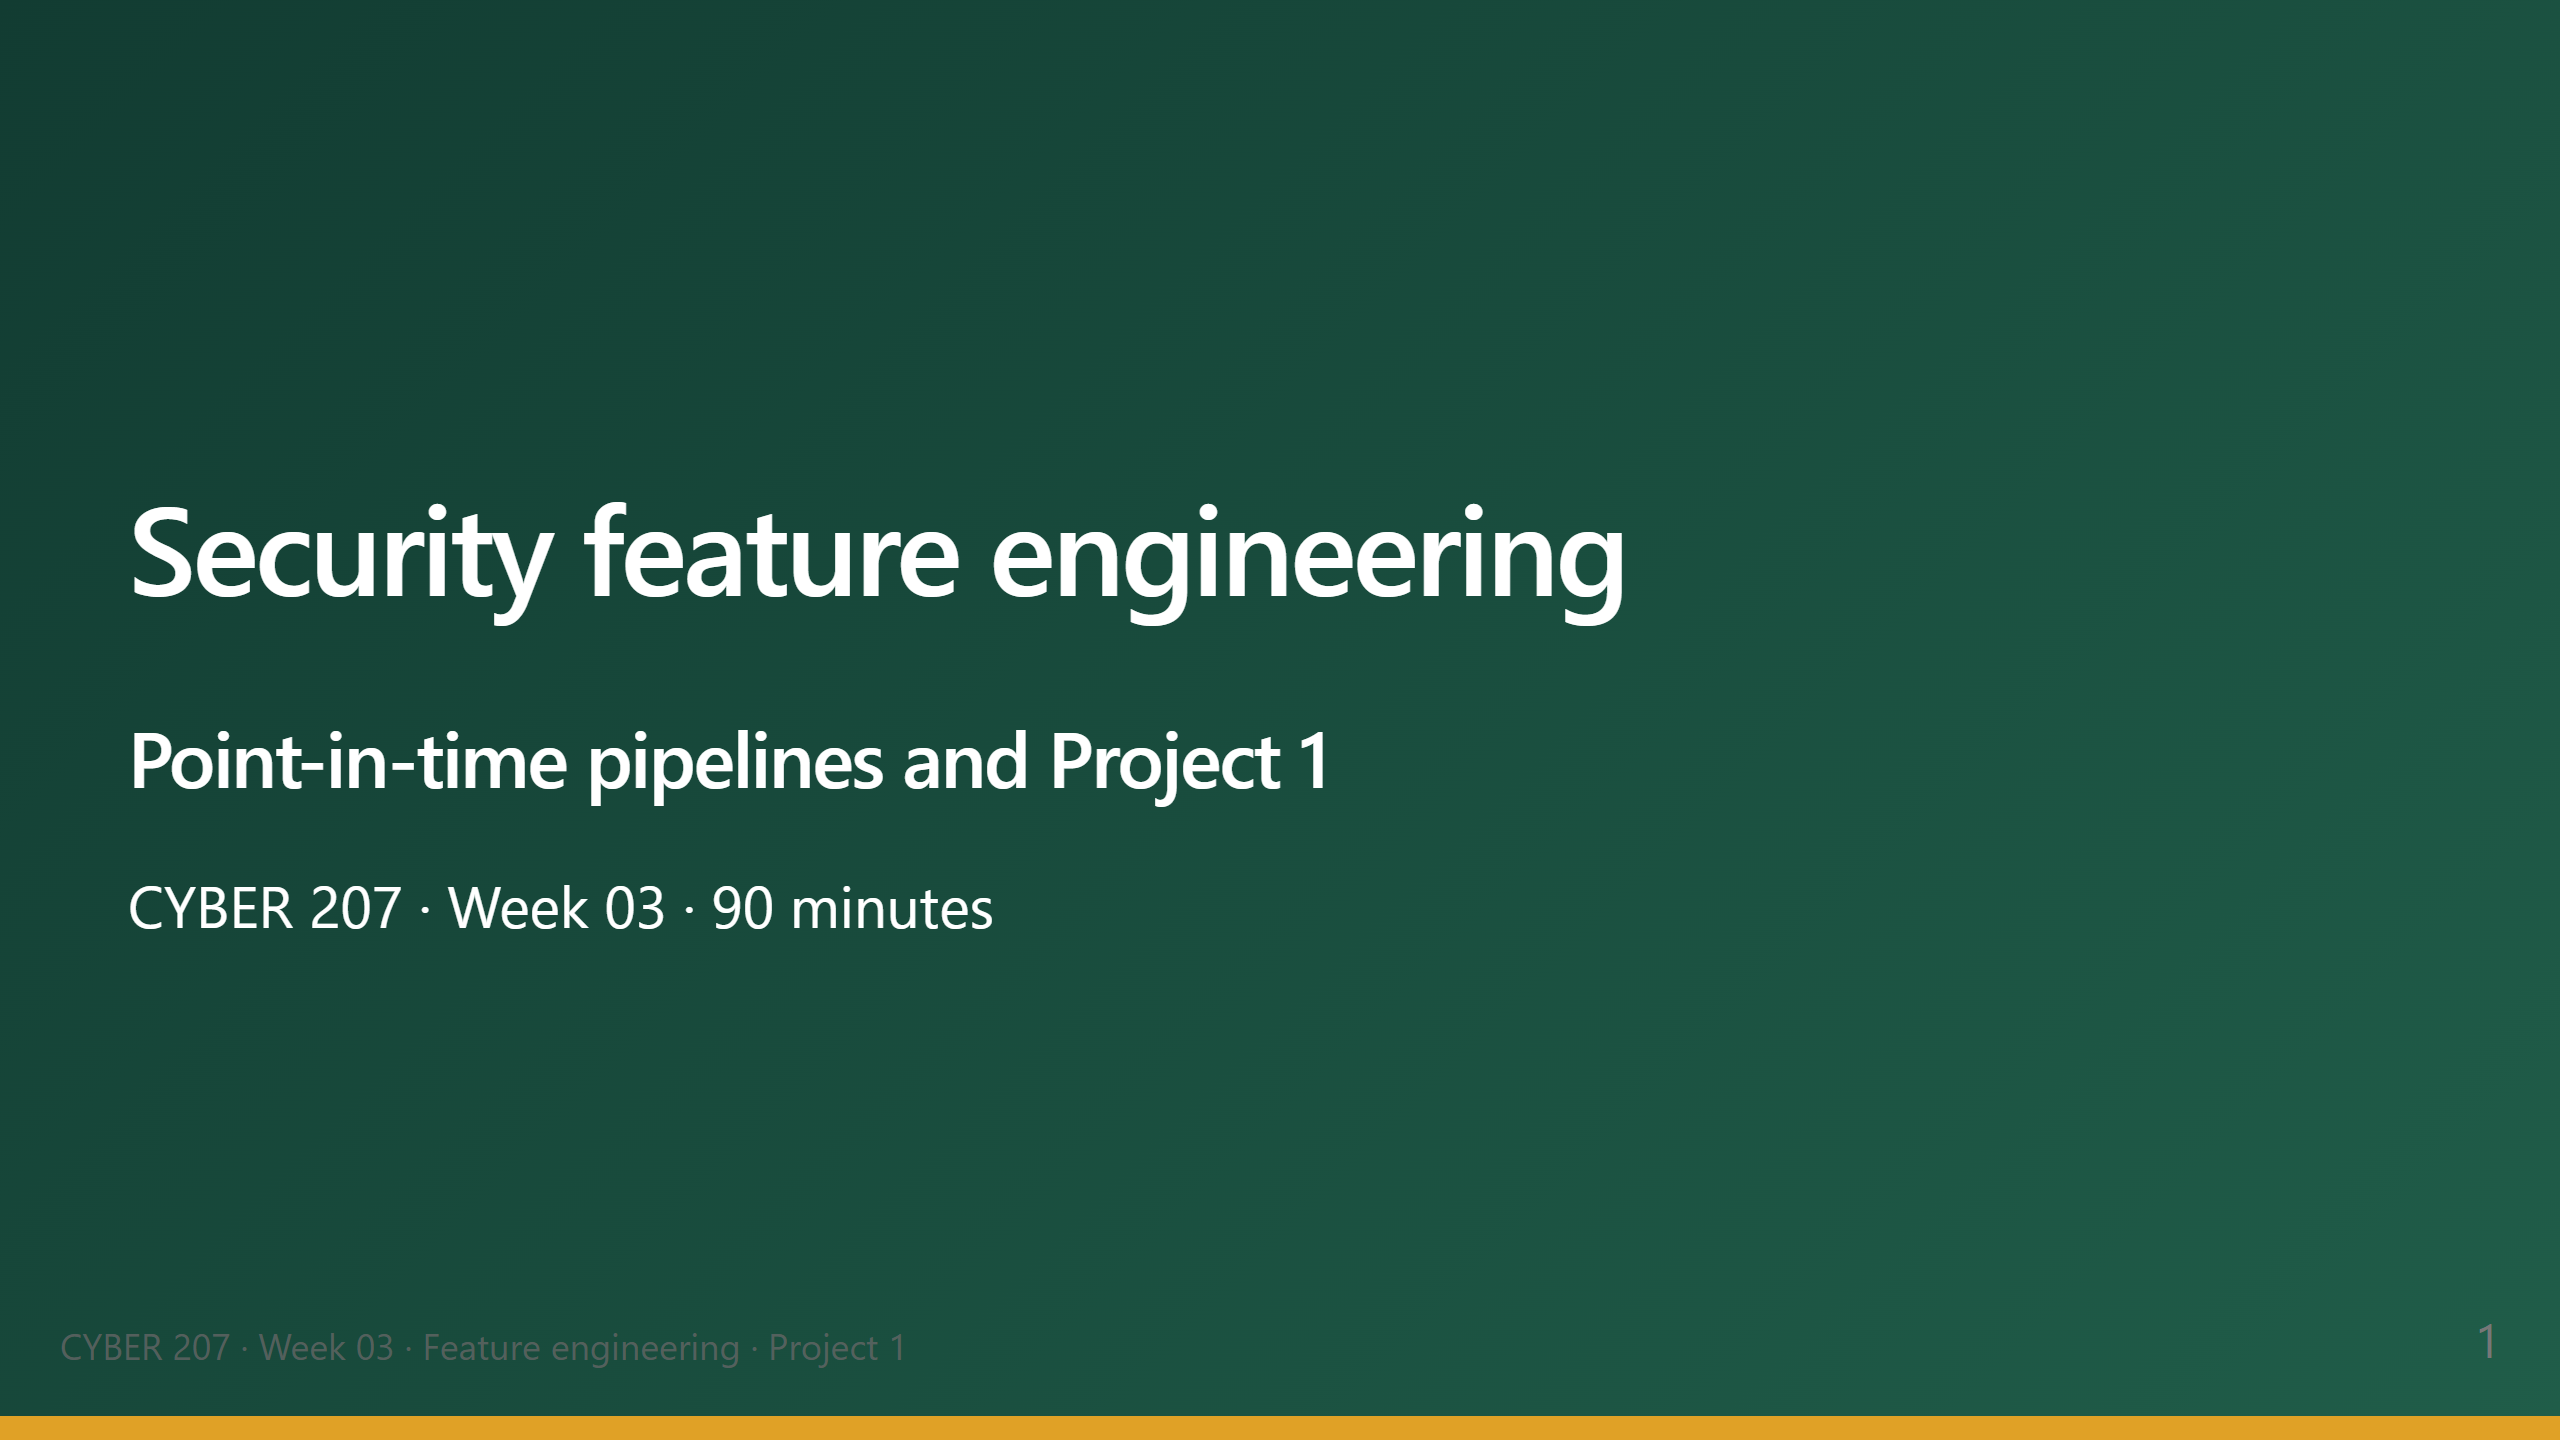 Security feature engineering
Point-in-time pipelines and Project 1
CYBER 207 · Week 03 · 90 minutes
CYBER 207 · Week 03 · Feature engineering · Project 1
1